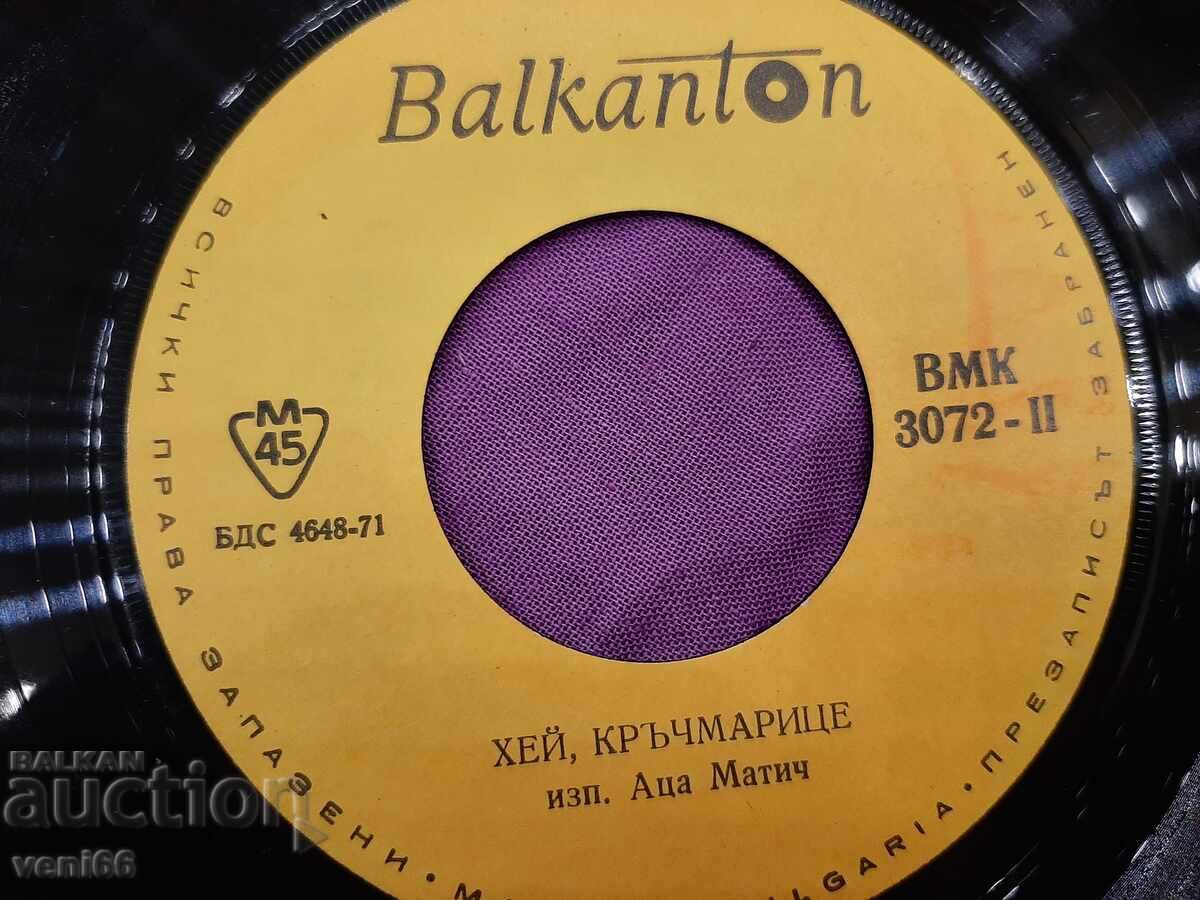 Balkanton
ВСИЧКИ ПРАВА ЗАПАЗЕНИ •
GARIA • ПРЕЗАПИСЪТ ЗАБРАНЕН
М
45
БДС 4648-71
ВМК
3072 - II
ХЕЙ, КРЪЧМАРИЦЕ
изп. Аца Матич
BALKAN
auction
veni66